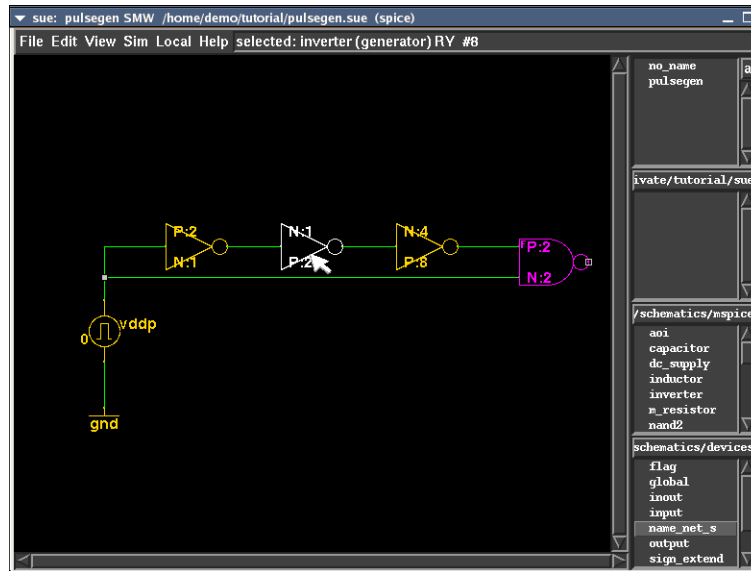 sue: pulsegen SMW /home/demo/tutorial/pulsegen.sue (spice)
File Edit View Sim Local Help selected: inverter (generator) RY #8
no_name
pulsegen
a
ivate/tutorial/sue
/schematics/mspice
aoi
capacitor
dc_supply
inductor
inverter
m_resistor
nand2
schematics/devices
flag
global
inout
input
name_net_s
output
sign_extend
P:2
N:1
N:1
P:2
N:4
P:8
P:2
N:2
vddp
0
gnd